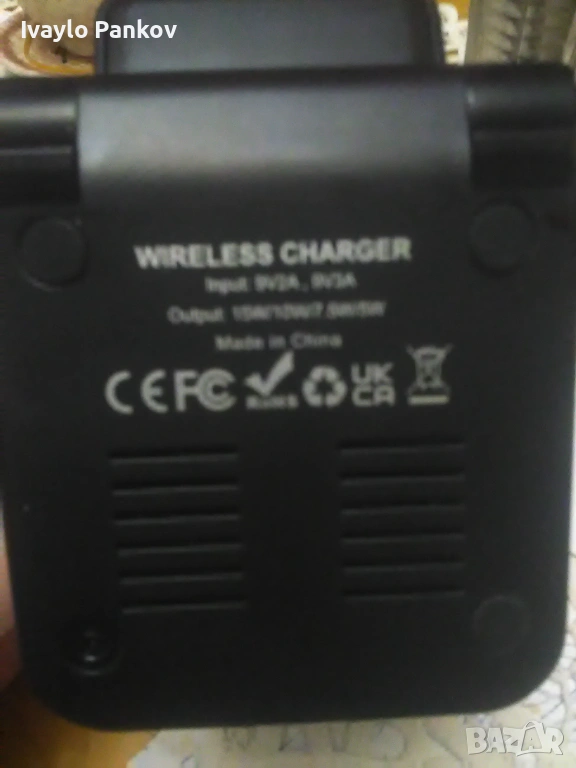 Ivaylo Pankov
WIRELESS CHARGER
Input: 9V2A , 9V3A
Output: 15W/10W/7.5W/5W
Made in China
CE FC RoHS UK CA
BAZAR